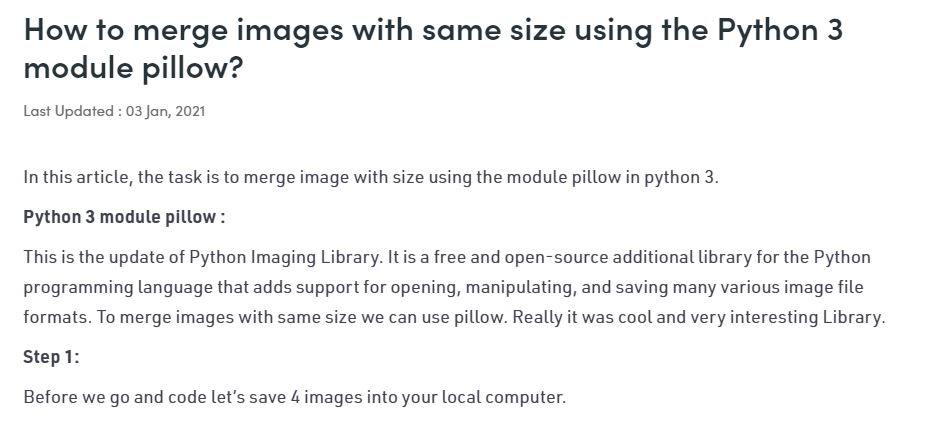 How to merge images with same size using the Python 3
module pillow?
Last Updated : 03 Jan, 2021
In this article, the task is to merge image with size using the module pillow in python 3.
Python 3 module pillow :
This is the update of Python Imaging Library. It is a free and open-source additional library for the Python
programming language that adds support for opening, manipulating, and saving many various image file
formats. To merge images with same size we can use pillow. Really it was cool and very interesting Library.
Step 1:
Before we go and code let’s save 4 images into your local computer.